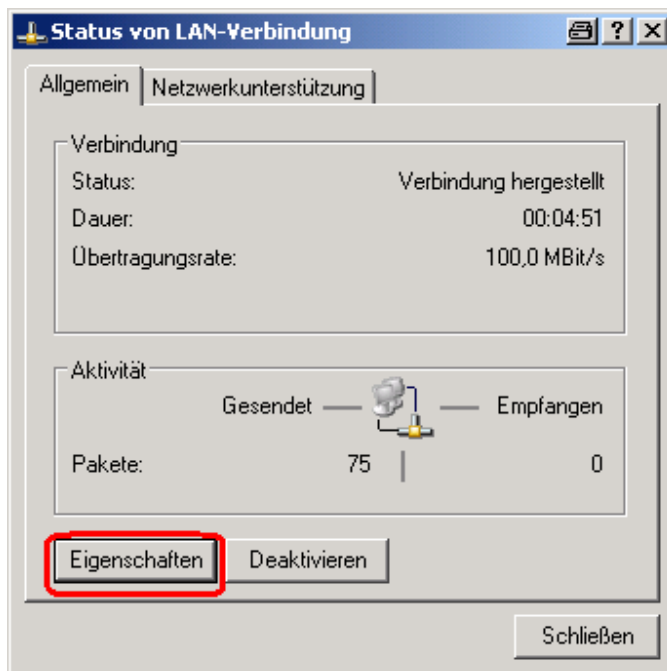 Status von LAN-Verbindung
Allgemein Netzwerkunterstützung
Verbindung
Status: Verbindung hergestellt
Dauer: 00:04:51
Übertragungsrate: 100,0 MBit/s
Aktivität
Gesendet Empfangen
Pakete: 75 0
Eigenschaften Deaktivieren
Schließen